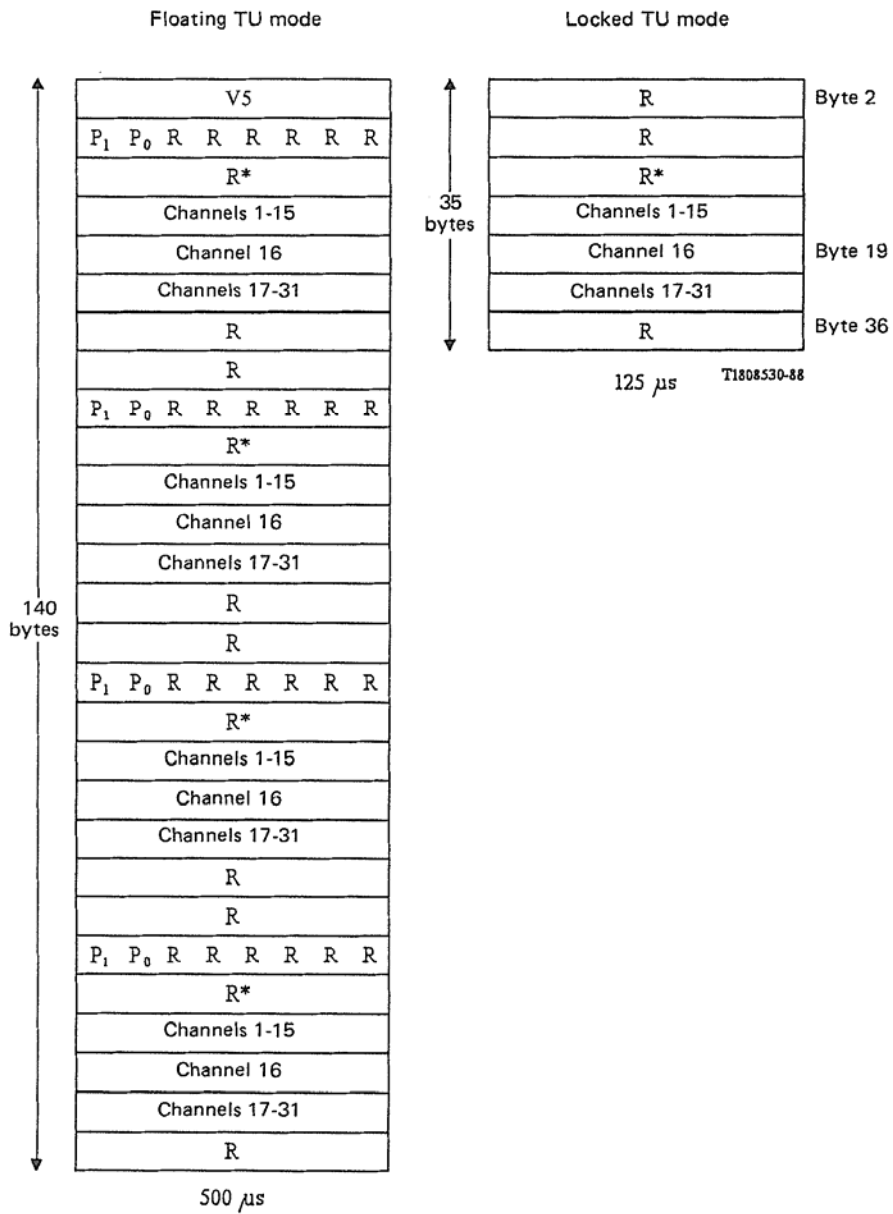 Floating TU mode
V5
P₁ P₀ R R R R R R
R*
Channels 1-15
Channel 16
Channels 17-31
R
R
P₁ P₀ R R R R R R
R*
Channels 1-15
Channel 16
Channels 17-31
R
R
P₁ P₀ R R R R R R
R*
Channels 1-15
Channel 16
Channels 17-31
R
R
P₁ P₀ R R R R R R
R*
Channels 1-15
Channel 16
Channels 17-31
R
140
bytes
500 µs
Locked TU mode
R Byte 2
R
R*
Channels 1-15
Channel 16 Byte 19
Channels 17-31
R Byte 36
35
bytes
125 µs
T1808530-88